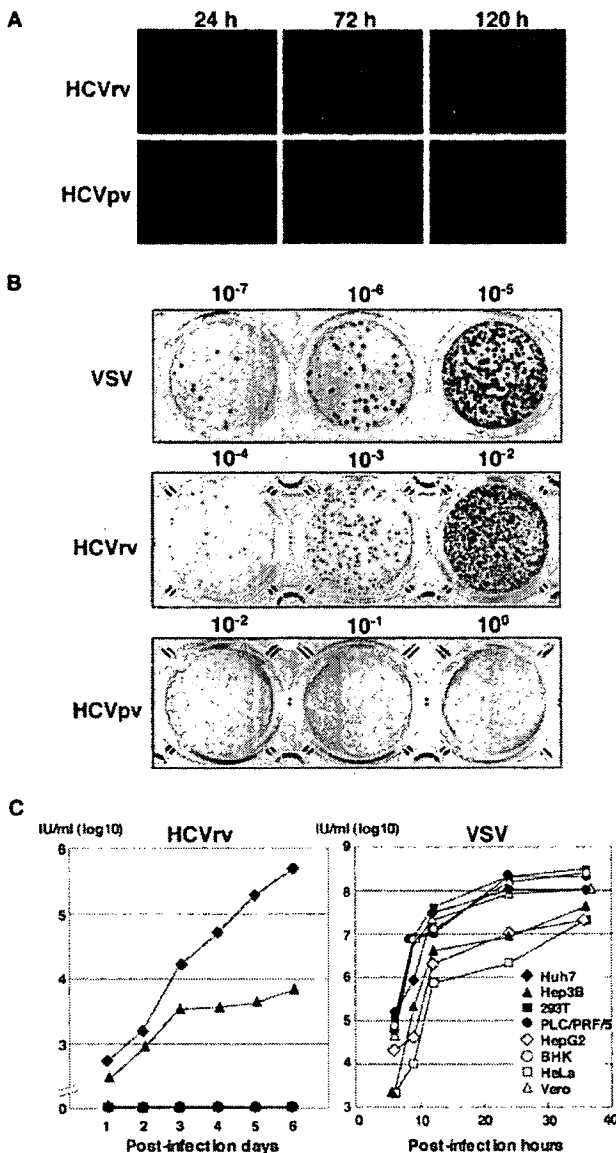 A
24 h 72 h 120 h
HCVrv
HCVpv
B
10-7 10-6 10-5
VSV
10-4 10-3 10-2
HCVrv
10-2 10-1 100
HCVpv
C
IU/ml (log10) HCVrv IU/ml (log10) VSV
6
5
4
3
0
1 2 3 4 5 6
Post-infection days
9
8
7
6
5
4
3
0 10 20 30 40
Post-infection hours
Huh7
Hep3B
293T
PLC/PRF/5
HepG2
BHK
HeLa
Vero